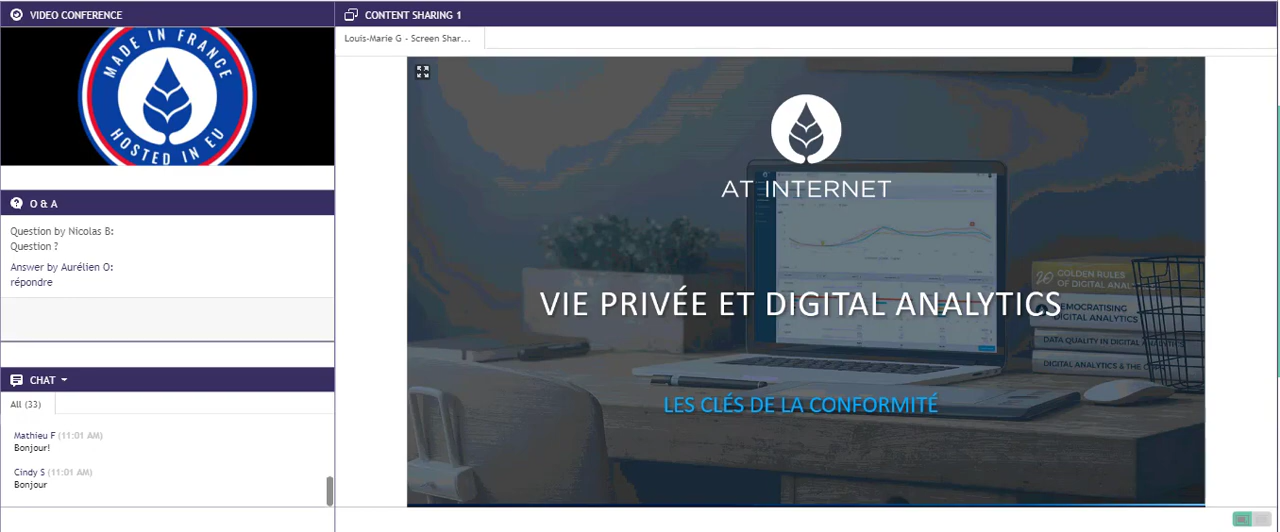 VIDEO CONFERENCE
MADE IN FRANCE
HOSTED IN EU
Q & A
Question by Nicolas B:
Question ?
Answer by Aurélien O:
répondre
CHAT
All (33)
Mathieu F (11:01 AM)
Bonjour!
Cindy S (11:01 AM)
Bonjour
CONTENT SHARING 1
Louis-Marie G - Screen Shar...
AT INTERNET
VIE PRIVÉE ET DIGITAL ANALYTICS
LES CLÉS DE LA CONFORMITÉ
20 GOLDEN RULES
OF DIGITAL ANAL
DEMOCRATISING
DIGITAL ANALYTICS
DATA QUALITY IN DIGITAL
DIGITAL ANALYTICS & THE